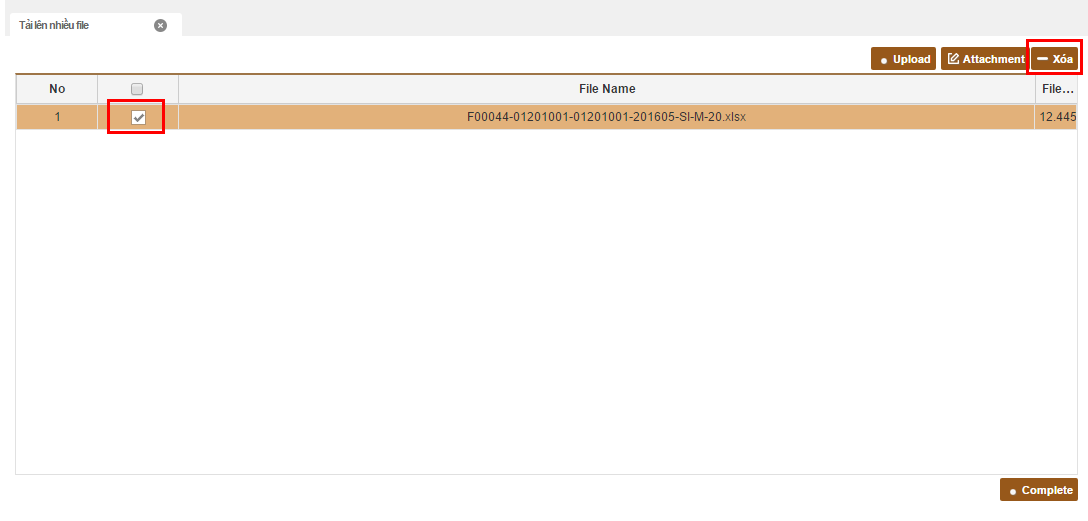 Tải lên nhiều file
Upload Attachment Xóa
No File Name File...
1 F00044-01201001-01201001-201605-SI-M-20.xlsx 12.445
Complete